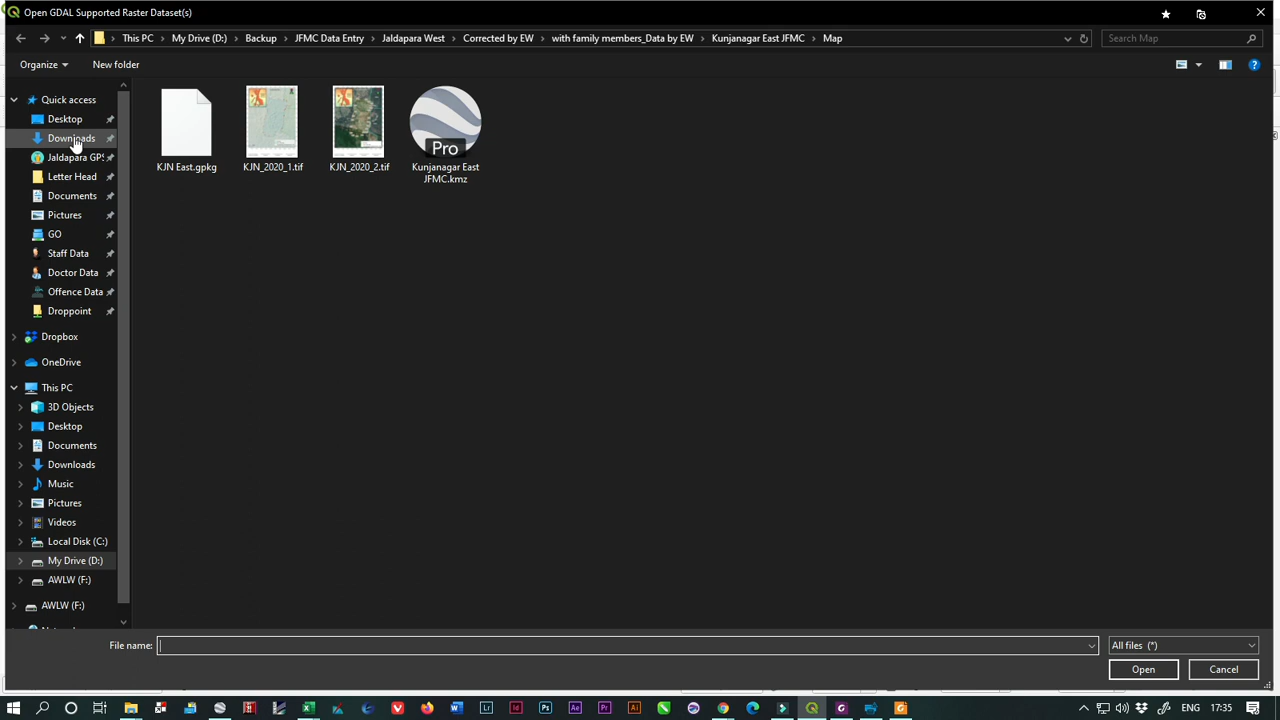 Open GDAL Supported Raster Dataset(s)
This PC My Drive (D:) Backup JFMC Data Entry Jaldapara West Corrected by EW with family members_Data by EW Kunjanagar East JFMC Map
Search Map
Organize New folder
Quick access
Desktop
Downloads
Jaldapara GPS
Letter Head
Documents
Pictures
GO
Staff Data
Doctor Data
Offence Data
Droppoint
Dropbox
OneDrive
This PC
3D Objects
Desktop
Documents
Downloads
Music
Pictures
Videos
Local Disk (C:)
My Drive (D:)
AWLW (F:)
AWLW (F:)
KJN East.gpkg
KJN_2020_1.tif
KJN_2020_2.tif
Pro
Kunjanagar East
JFMC.kmz
File name:
All files (*)
Open Cancel
ENG 17:35